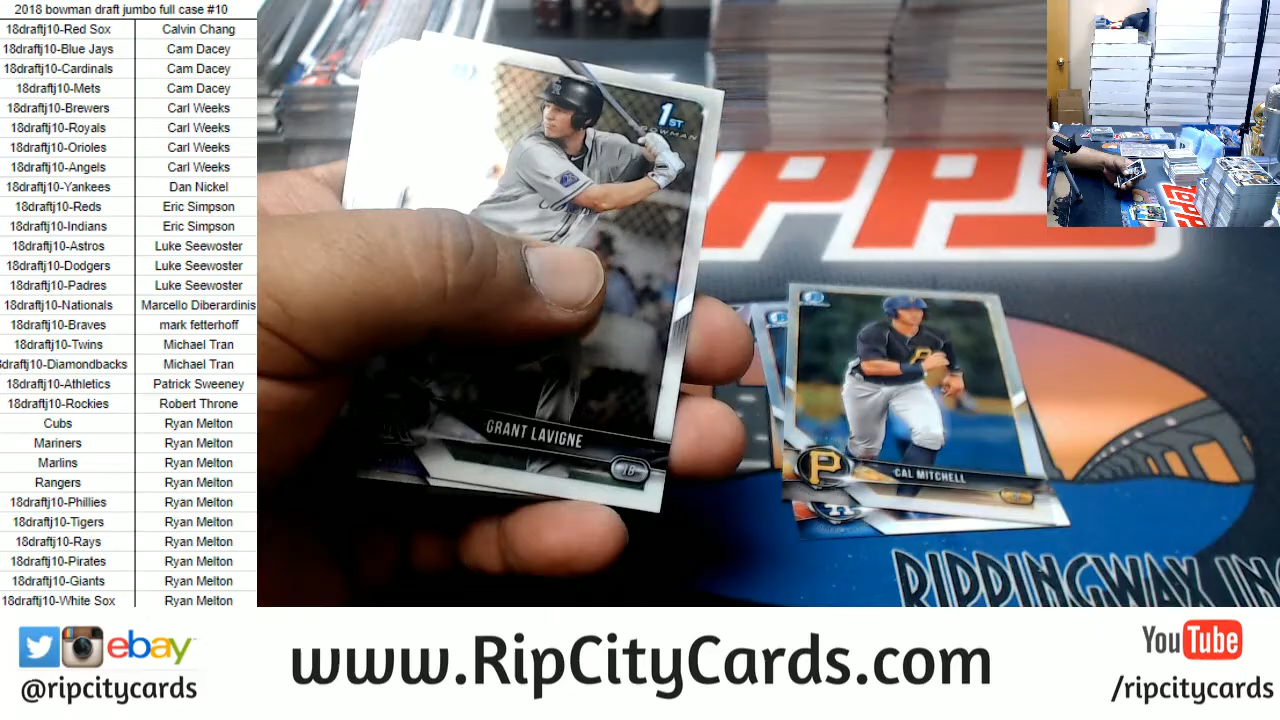 2018 bowman draft jumbo full case #10
18draftj10-Red Sox Calvin Chang
18draftj10-Blue Jays Cam Dacey
18draftj10-Cardinals Cam Dacey
18draftj10-Mets Cam Dacey
18draftj10-Brewers Carl Weeks
18draftj10-Royals Carl Weeks
18draftj10-Orioles Carl Weeks
18draftj10-Angels Carl Weeks
18draftj10-Yankees Dan Nickel
18draftj10-Reds Eric Simpson
18draftj10-Indians Eric Simpson
18draftj10-Astros Luke Seewoster
18draftj10-Dodgers Luke Seewoster
18draftj10-Padres Luke Seewoster
18draftj10-Nationals Marcello Diberardinis
18draftj10-Braves mark fetterhoff
18draftj10-Twins Michael Tran
8draftj10-Diamondbacks Michael Tran
18draftj10-Athletics Patrick Sweeney
18draftj10-Rockies Robert Throne
Cubs Ryan Melton
Mariners Ryan Melton
Marlins Ryan Melton
Rangers Ryan Melton
18draftj10-Phillies Ryan Melton
18draftj10-Tigers Ryan Melton
18draftj10-Rays Ryan Melton
18draftj10-Pirates Ryan Melton
18draftj10-Giants Ryan Melton
18draftj10-White Sox Ryan Melton
1ST
BOWMAN
GRANT LAVIGNE
18
PPS
P
CAL MITCHELL
RIPPINGWAX INC
ebay
@ripcitycards
www.RipCityCards.com
YouTube
/ripcitycards